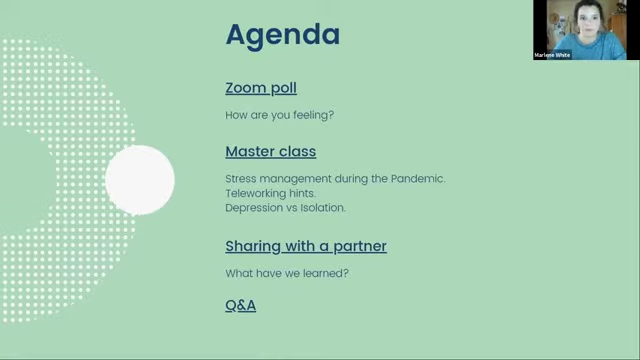 Agenda
Marlene White
Zoom poll
How are you feeling?
Master class
Stress management during the Pandemic.
Teleworking hints.
Depression vs Isolation.
Sharing with a partner
What have we learned?
Q&A